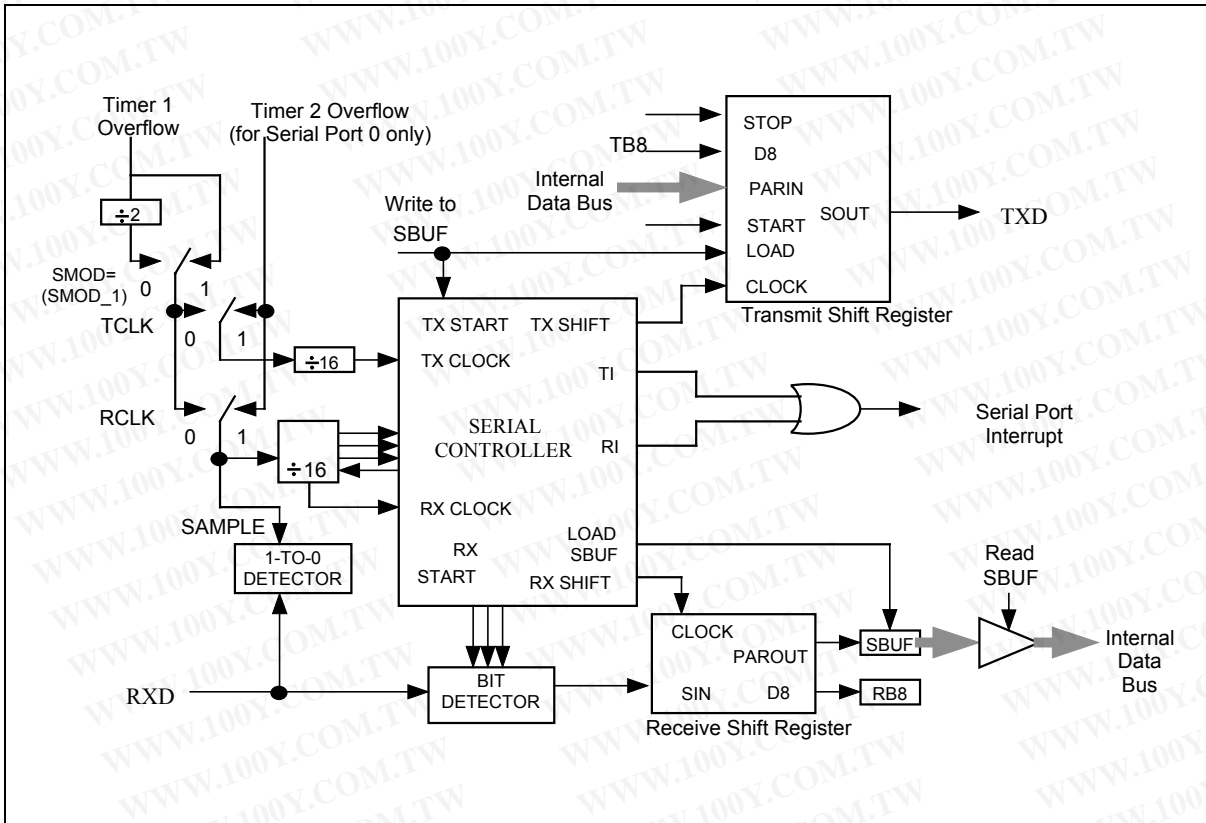 Timer 1
Overflow
Timer 2 Overflow
(for Serial Port 0 only)
÷2
SMOD=
(SMOD_1)
0
1
TCLK
0
1
RCLK
0
1
÷16
÷16
SAMPLE
1-TO-0
DETECTOR
RXD
Write to
SBUF
TX START
TX SHIFT
TX CLOCK
TI
SERIAL
CONTROLLER
RI
RX CLOCK
LOAD
SBUF
RX
START
RX SHIFT
BIT
DETECTOR
TB8
Internal
Data Bus
STOP
D8
PARIN
SOUT
START
LOAD
CLOCK
Transmit Shift Register
TXD
Serial Port
Interrupt
CLOCK
PAROUT
SIN
D8
Receive Shift Register
SBUF
RB8
Read
SBUF
Internal
Data
Bus
WWW.100Y.COM.TW